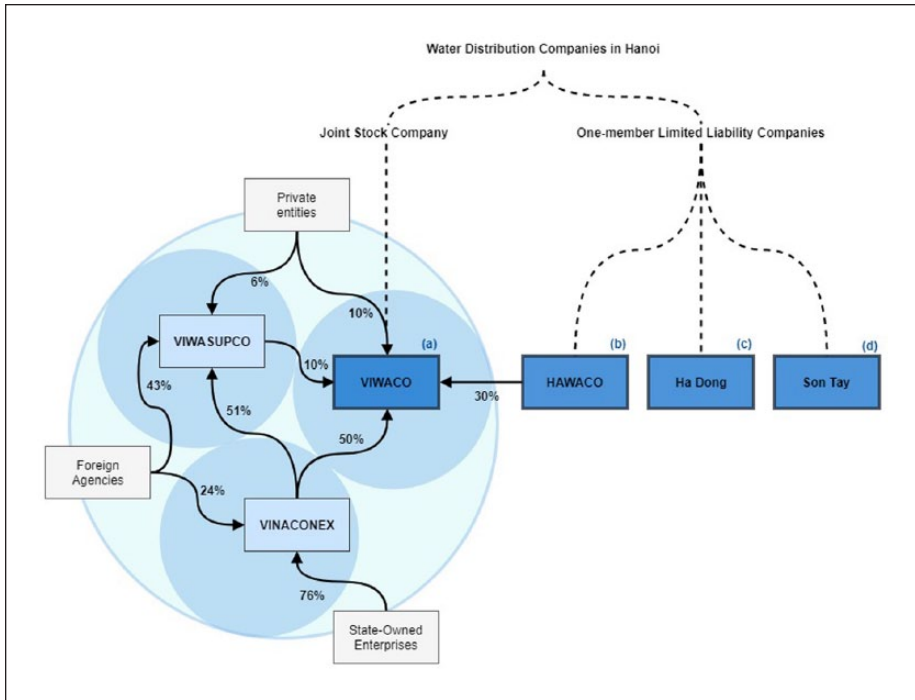 Water Distribution Companies in Hanoi
Joint Stock Company
One-member Limited Liability Companies
Private
entities
6%
10%
VIWASUPCO
(a)
(b)
(c)
(d)
10%
VIWACO
HAWACO
Ha Dong
Son Tay
43%
30%
51%
50%
Foreign
Agencies
24%
VINACONEX
76%
State-Owned
Enterprises